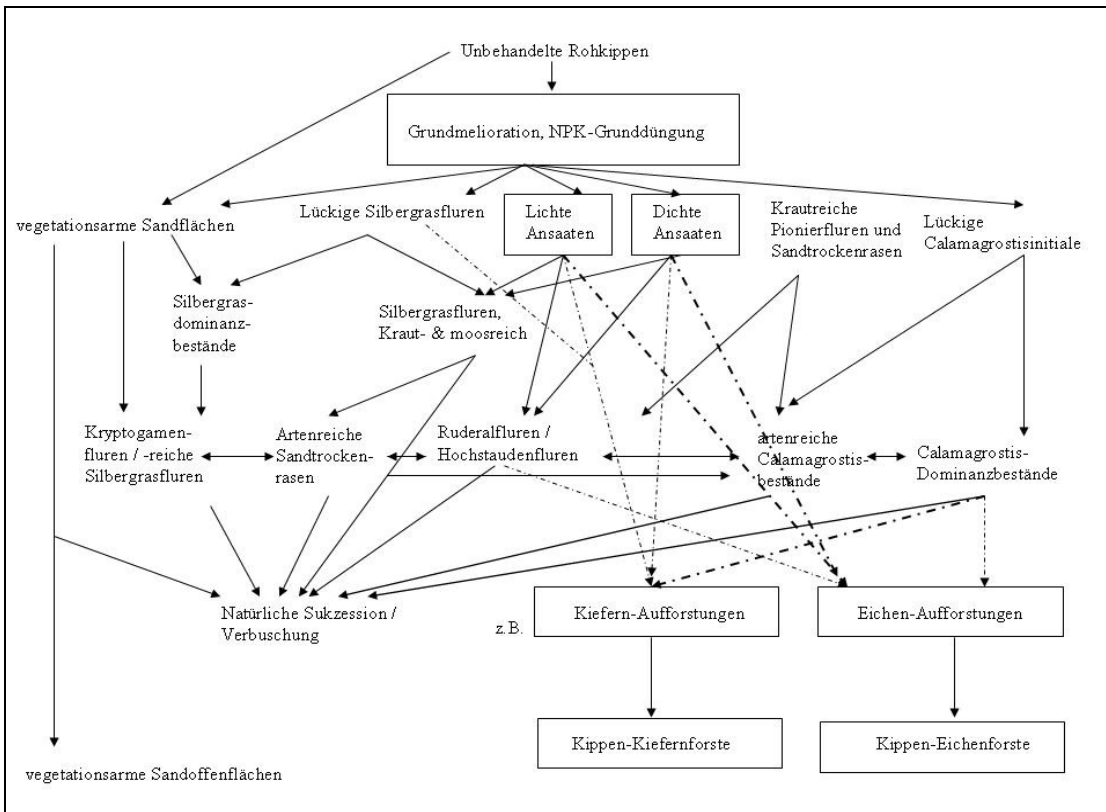 Unbehandelte Rohkippen
Grundmelioration, NPK-Grunddüngung
vegetationsarme Sandflächen
Lückige Silbergrasfluren
Lichte
Ansaaten
Dichte
Ansaaten
Krautreiche
Pionierfluren und
Sandtrockenrasen
Lückige
Calamagrostisinitiale
Silbergras-
dominanz-
bestände
Silbergrasfluren,
Kraut- & moosreich
Kryptogamen-
fluren / -reiche
Silbergrasfluren
Artenreiche
Sandtrocken-
rasen
Ruderalfluren /
Hochstaudenfluren
artenreiche
Calamagrostis-
bestände
Calamagrostis-
Dominanzbestände
Natürliche Sukzession /
Verbuschung
z.B.
Kiefern-Aufforstungen
Eichen-Aufforstungen
Kippen-Kiefernforste
Kippen-Eichenforste
vegetationsarme Sandoffenflächen